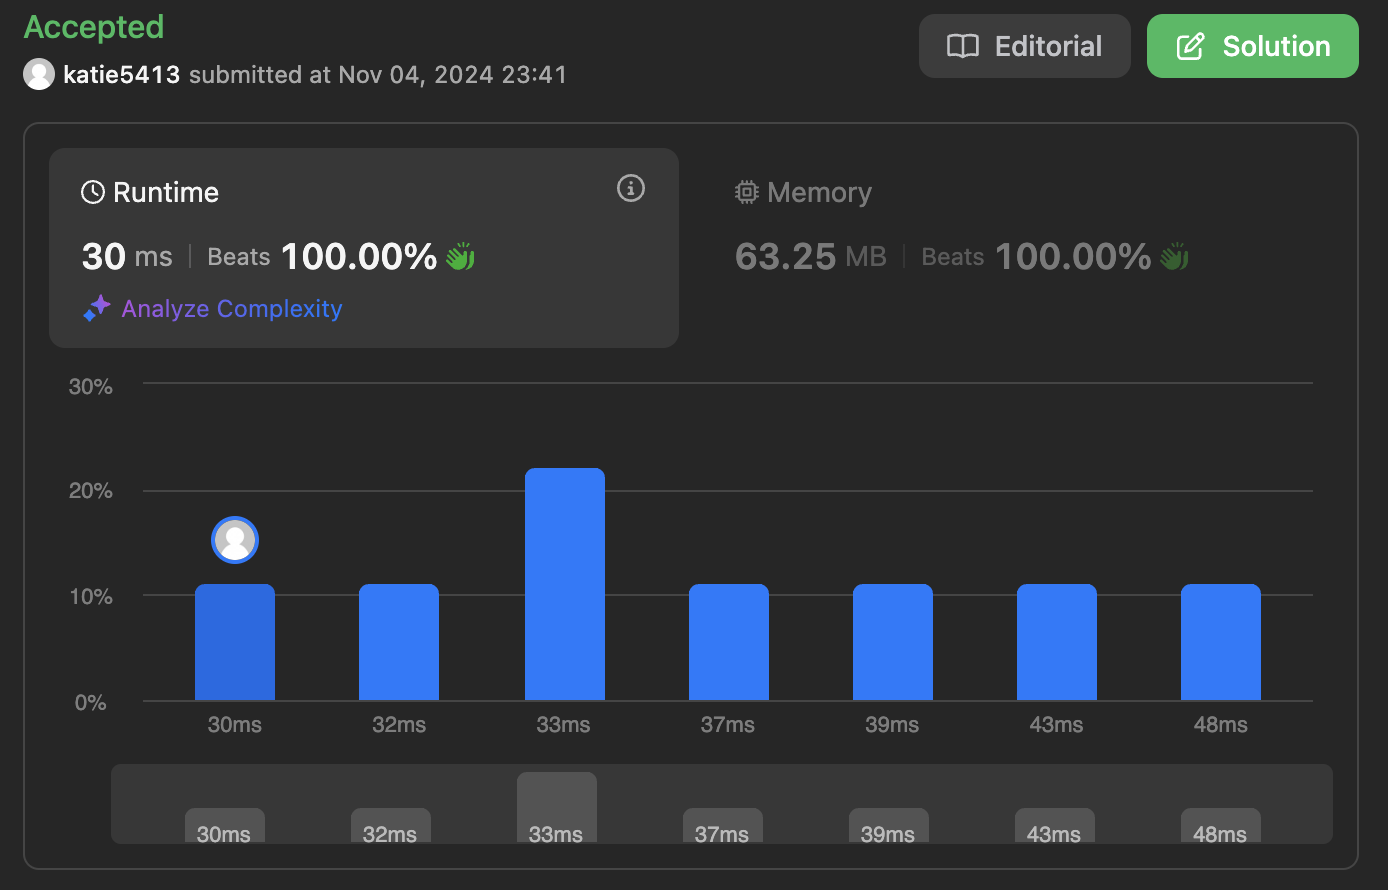 Accepted
katie5413 submitted at Nov 04, 2024 23:41
Editorial
Solution
Runtime
30 ms | Beats 100.00%
Analyze Complexity
Memory
63.25 MB | Beats 100.00%
30%
20%
10%
0%
30ms 32ms 33ms 37ms 39ms 43ms 48ms
30ms 32ms 33ms 37ms 39ms 43ms 48ms